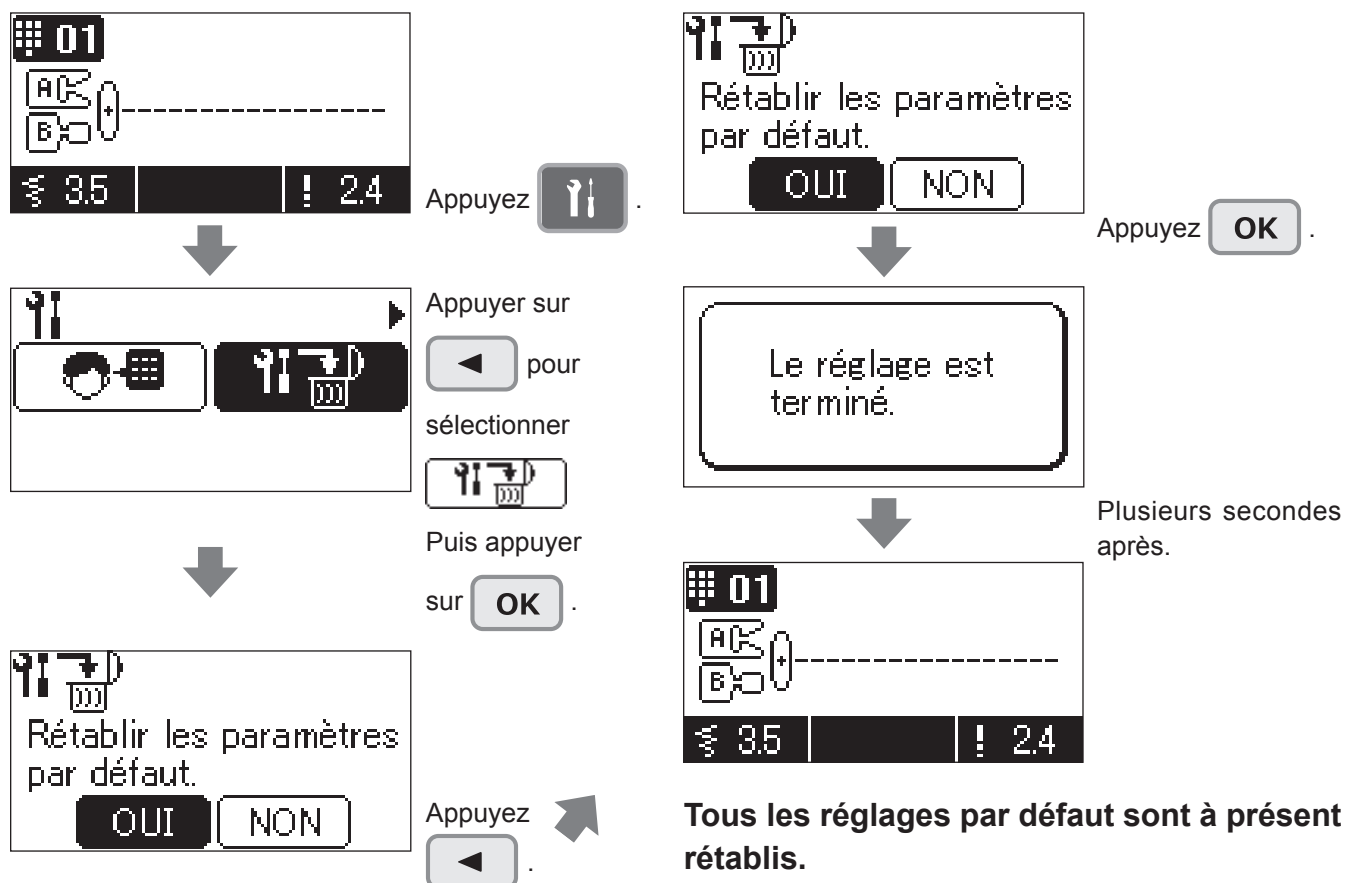 01
A
B
3.5 2.4
Appuyez .
Appuyer sur
pour
sélectionner
Puis appuyer
sur OK .
Rétablir les paramètres
par défaut.
OUI NON
Appuyez
.
Rétablir les paramètres
par défaut.
OUI NON
Appuyez OK .
Le réglage est
terminé.
Plusieurs secondes
après.
01
A
B
3.5 2.4
Tous les réglages par défaut sont à présent
rétablis.